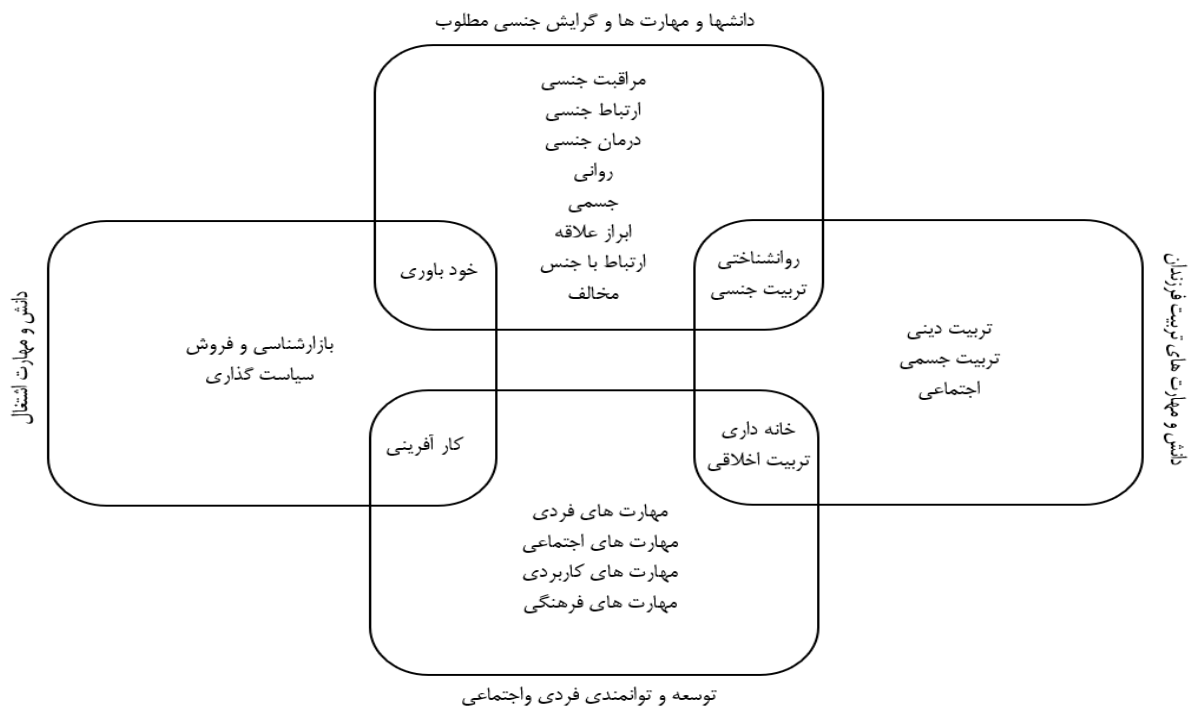 دانشها و مهارت ها و گرایش جنسی مطلوب
مراقبت جنسی
ارتباط جنسی
درمان جنسی
روانی
جسمی
ابراز علاقه
ارتباط با جنس
مخالف
روانشناختی
تربیت جنسی
خود باوری
دانش و مهارت های تربیت فرزندان
تربیت دینی
تربیت جسمی
اجتماعی
بازارشناسی و فروش
سیاست گذاری
دانش و مهارت اشتغال
خانه داری
تربیت اخلاقی
کار آفرینی
مهارت های فردی
مهارت های اجتماعی
مهارت های کاربردی
مهارت های فرهنگی
توسعه و توانمندی فردی واجتماعی